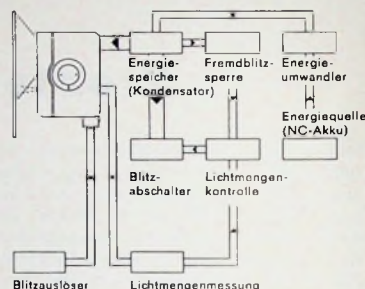 Energie- Fremdblitz- Energie-
speicher sperre umwandler
(Kondensator)
Energiequelle
(NC-Akku)
Blitz- Lichtmengen-
abschalter kontrolle
Blitzauslöser Lichtmengenmessung